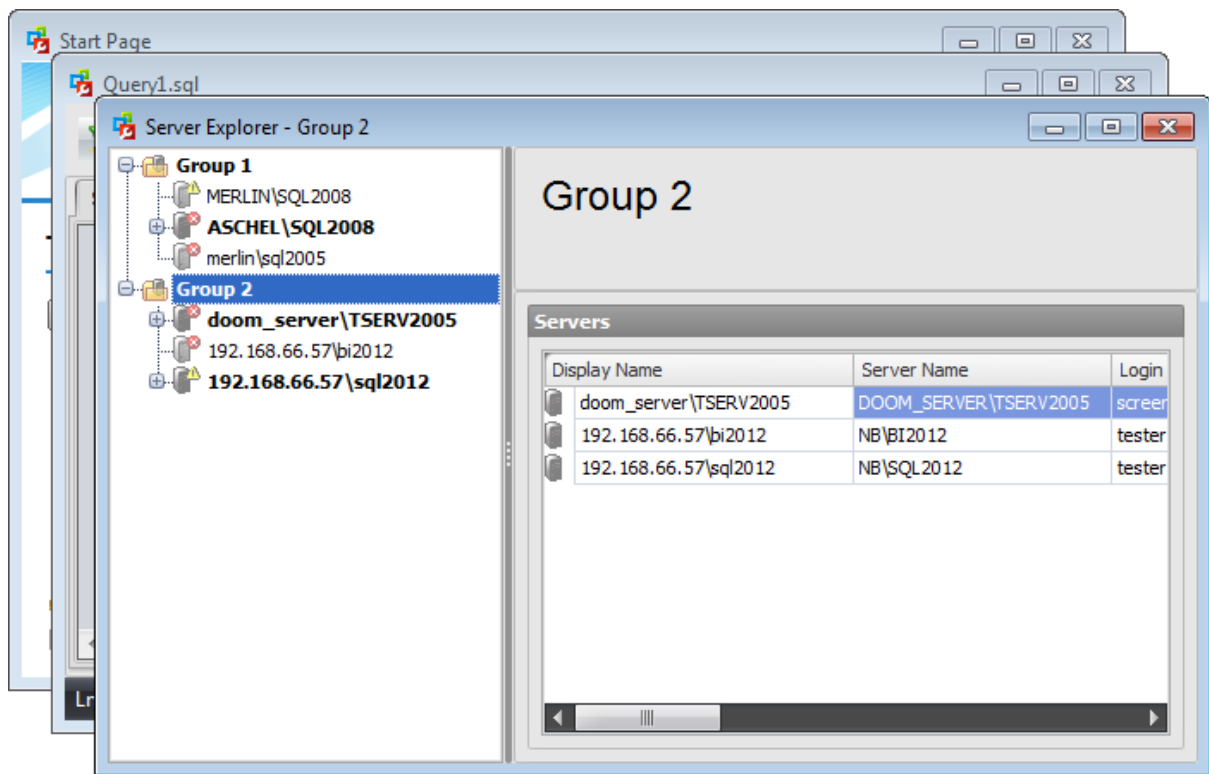 Start Page
Query1.sql
Server Explorer - Group 2
Group 1
MERLIN\SQL2008
ASCHEL\SQL2008
merlin\sql2005
Group 2
doom_server\TSERV2005
192.168.66.57\bi2012
192.168.66.57\sql2012
Group 2
Servers
Display Name Server Name Login
doom_server\TSERV2005 DOOM_SERVER\TSERV2005 screen
192.168.66.57\bi2012 NB\BI2012 tester
192.168.66.57\sql2012 NB\SQL2012 tester